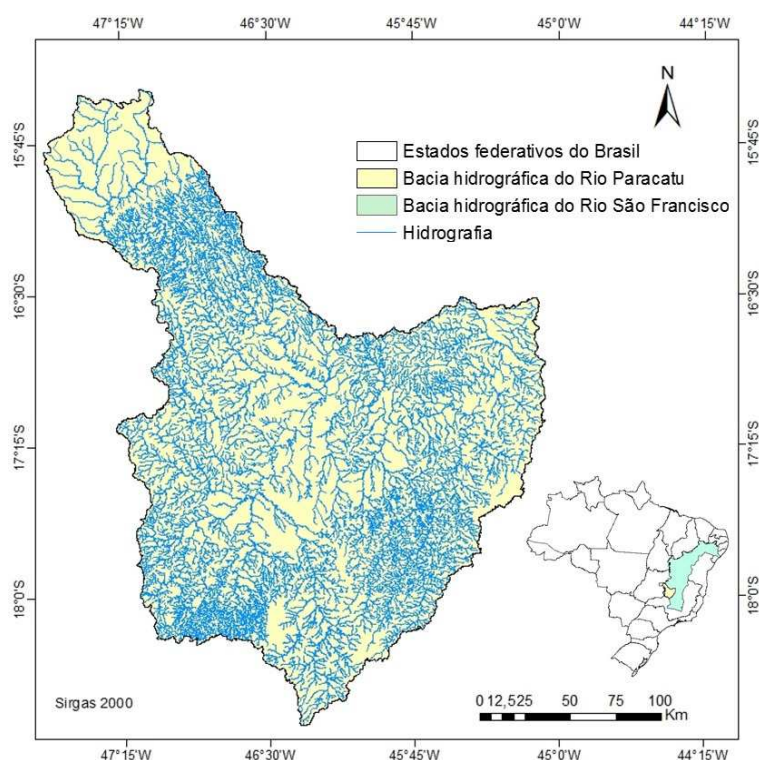 47°15'W 46°30'W 45°45'W 45°0'W 44°15'W
N
15°45'S 15°45'S
Estados federativos do Brasil
Bacia hidrográfica do Rio Paracatu
Bacia hidrográfica do Rio São Francisco
Hidrografia
16°30'S 16°30'S
17°15'S 17°15'S
18°0'S 18°0'S
Sirgas 2000
0 12,525 50 75 100
Km
47°15'W 46°30'W 45°45'W 45°0'W 44°15'W